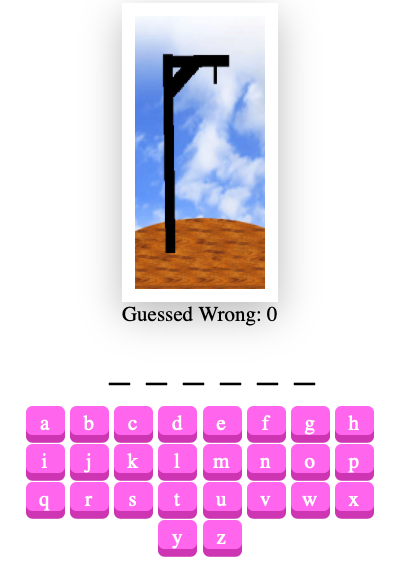 Guessed Wrong: 0
_ _ _ _ _ _
a b c d e f g h
i j k l m n o p
q r s t u v w x
y z